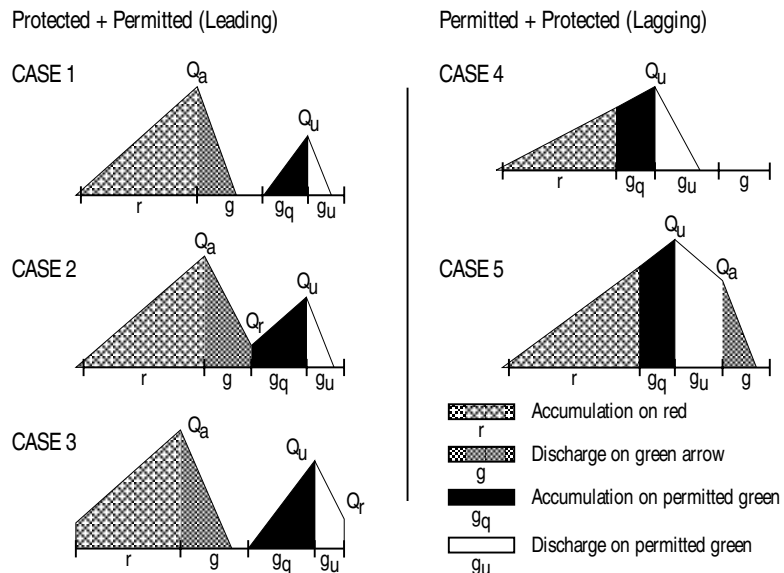 Protected + Permitted (Leading)
CASE 1
Qa
Qu
r g gq gu
CASE 2
Qa
Qr
Qu
r g gq gu
CASE 3
Qa
Qu
Qr
r g gq gu
Permitted + Protected (Lagging)
CASE 4
Qu
r gq gu g
CASE 5
Qu
Qa
r gq gu g
Accumulation on red
r
Discharge on green arrow
g
Accumulation on permitted green
gq
Discharge on permitted green
gu